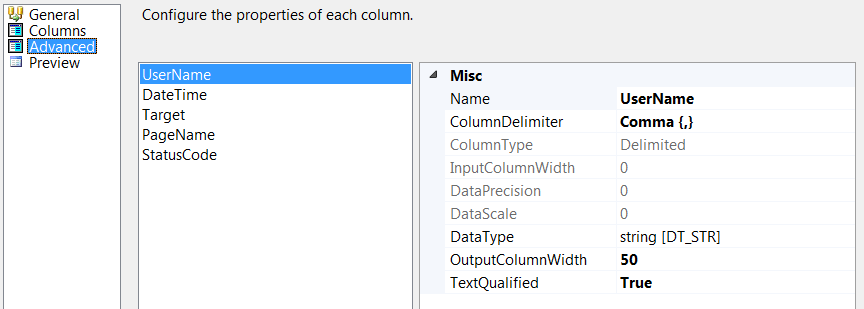 General
Columns
Advanced
Preview
Configure the properties of each column.
UserName
DateTime
Target
PageName
StatusCode
Misc
Name UserName
ColumnDelimiter Comma {,}
ColumnType Delimited
InputColumnWidth 0
DataPrecision 0
DataScale 0
DataType string [DT_STR]
OutputColumnWidth 50
TextQualified True